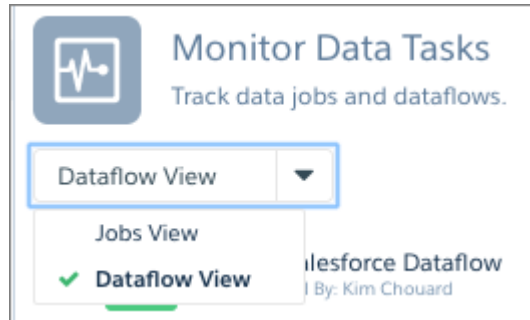 Monitor Data Tasks
Track data jobs and dataflows.
Dataflow View
Jobs View
Dataflow View
Dataflow
By: Kim Chouard